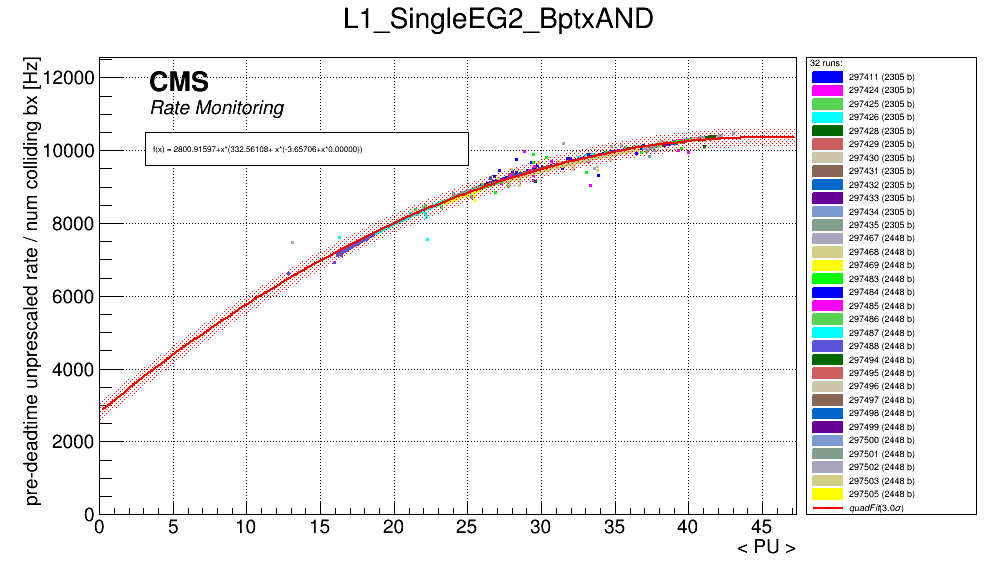 L1_SingleEG2_BptxAND
pre-deadtime unprescaled rate / num colliding bx [Hz]
12000
10000
8000
6000
4000
2000
0
CMS
Rate Monitoring
f(x) = 2800.91597+x*(332.56108+ x*(-3.65706+x*0.00000))
0 5 10 15 20 25 30 35 40 45
< PU >
32 runs:
297411 (2305 b)
297424 (2305 b)
297425 (2305 b)
297426 (2305 b)
297428 (2305 b)
297429 (2305 b)
297430 (2305 b)
297431 (2305 b)
297432 (2305 b)
297433 (2305 b)
297434 (2305 b)
297435 (2305 b)
297467 (2448 b)
297468 (2448 b)
297469 (2448 b)
297483 (2448 b)
297484 (2448 b)
297485 (2448 b)
297486 (2448 b)
297487 (2448 b)
297488 (2448 b)
297494 (2448 b)
297495 (2448 b)
297496 (2448 b)
297497 (2448 b)
297498 (2448 b)
297499 (2448 b)
297500 (2448 b)
297501 (2448 b)
297502 (2448 b)
297503 (2448 b)
297505 (2448 b)
quadFit(3.0σ)